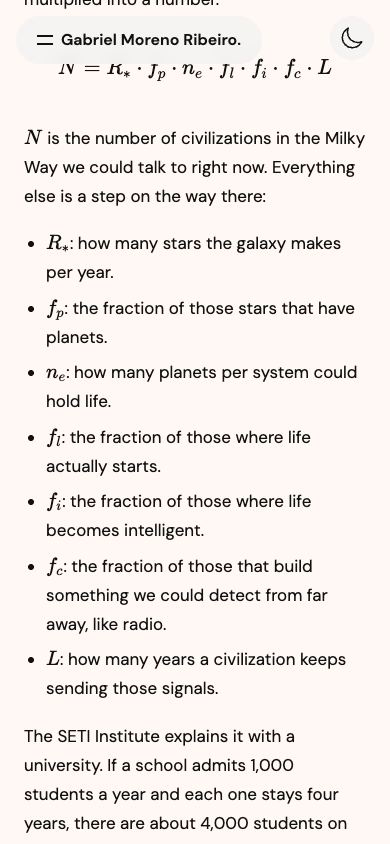 multiplied into a number.
Gabriel Moreno Ribeiro.
N = R* · fp · ne · fl · fi · fc · L
N is the number of civilizations in the Milky
Way we could talk to right now. Everything
else is a step on the way there:
• R*: how many stars the galaxy makes
per year.
• fp: the fraction of those stars that have
planets.
• ne: how many planets per system could
hold life.
• fl: the fraction of those where life
actually starts.
• fi: the fraction of those where life
becomes intelligent.
• fc: the fraction of those that build
something we could detect from far
away, like radio.
• L: how many years a civilization keeps
sending those signals.
The SETI Institute explains it with a
university. If a school admits 1,000
students a year and each one stays four
years, there are about 4,000 students on